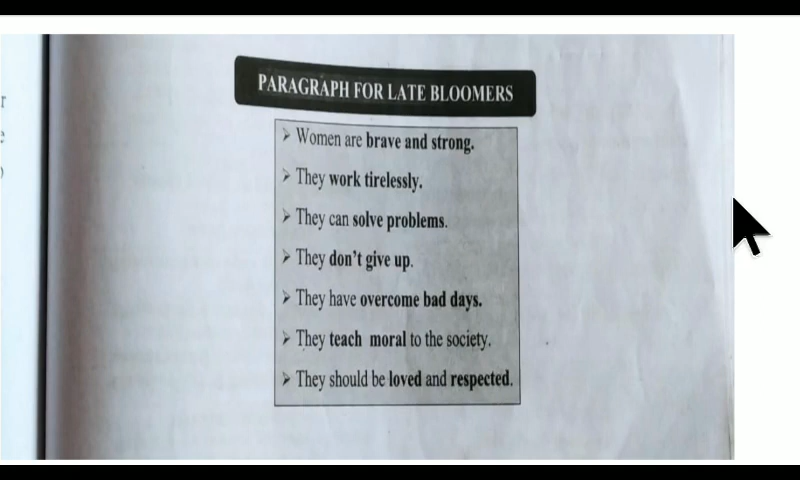 r
e
PARAGRAPH FOR LATE BLOOMERS
➢ Women are brave and strong.
➢ They work tirelessly.
➢ They can solve problems.
➢ They don't give up.
➢ They have overcome bad days.
➢ They teach moral to the society.
➢ They should be loved and respected.